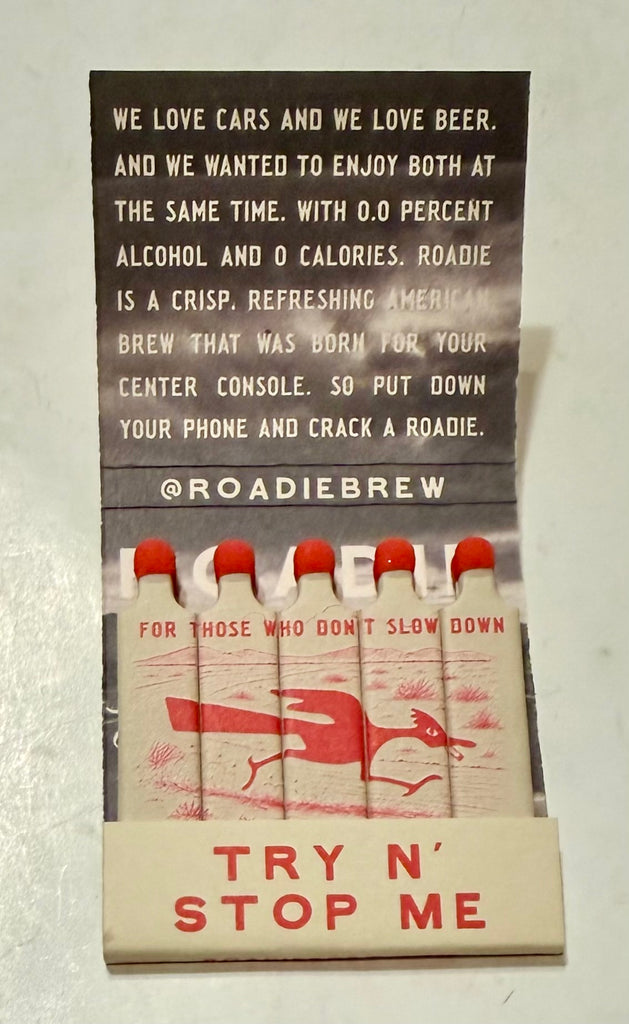 WE LOVE CARS AND WE LOVE BEER.
AND WE WANTED TO ENJOY BOTH AT
THE SAME TIME. WITH 0.0 PERCENT
ALCOHOL AND 0 CALORIES. ROADIE
IS A CRISP. REFRESHING AMERICAN
BREW THAT WAS BORN FOR YOUR
CENTER CONSOLE. SO PUT DOWN
YOUR PHONE AND CRACK A ROADIE.
@ROADIEBREW
ROADIE
FOR THOSE WHO DON'T SLOW DOWN
TRY N'
STOP ME